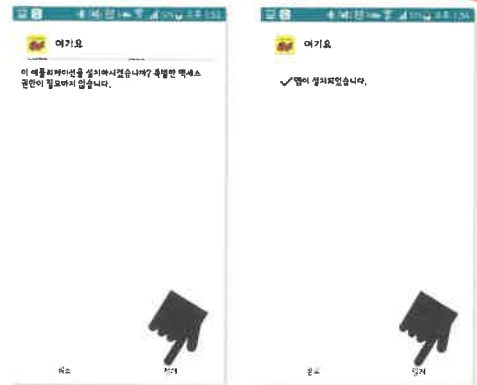 여기요
이 애플리케이션을 설치하시겠습니까? 특별한 액세스
권한이 필요하지 않습니다.
취소 설치
여기요
앱이 설치되었습니다.
완료 열기